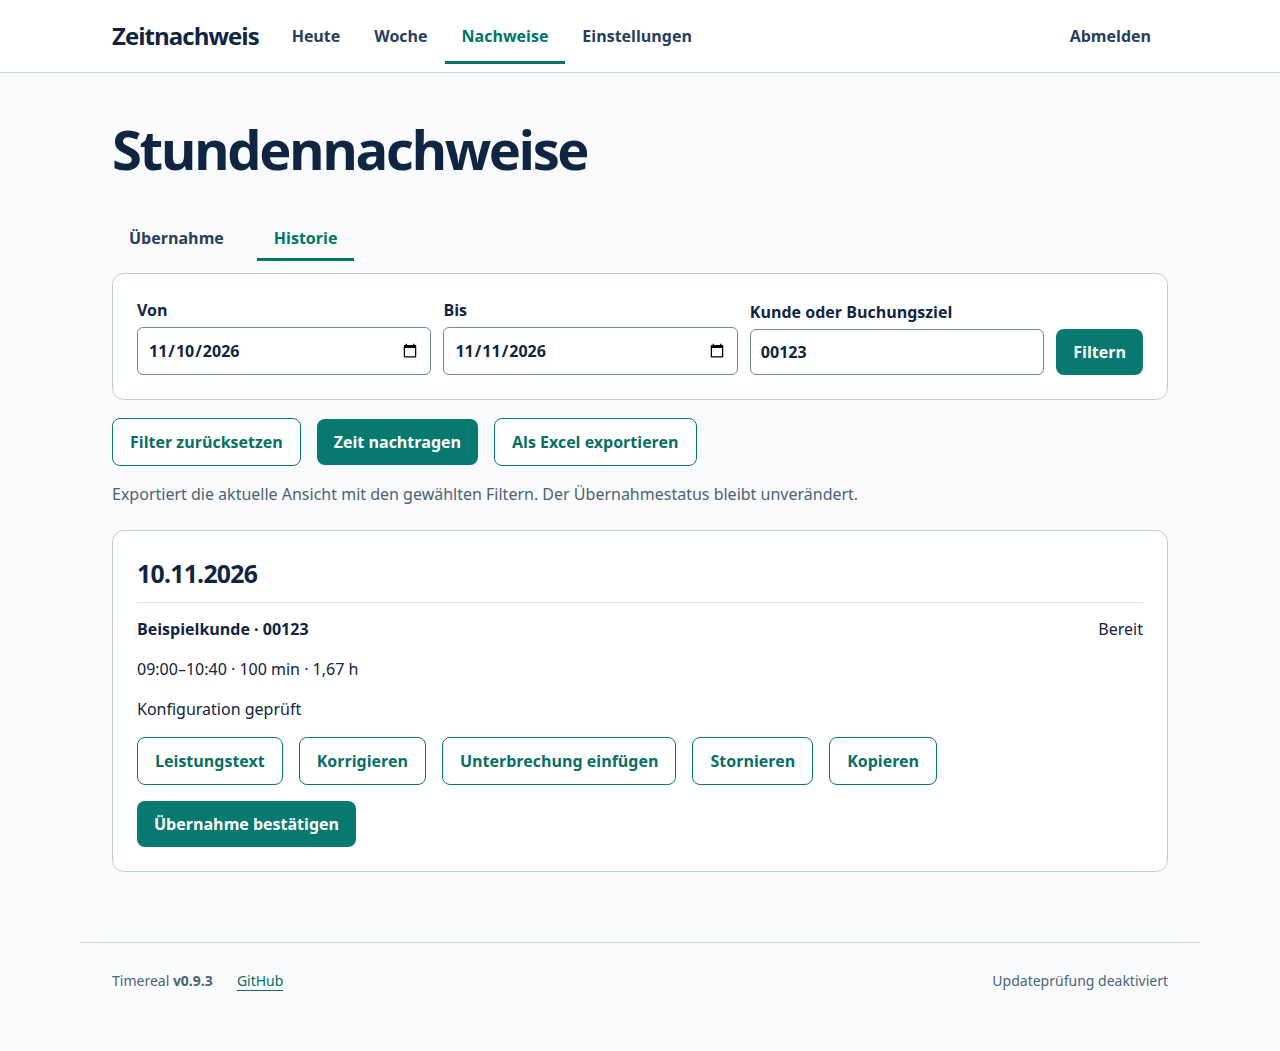 Zeitnachweis Heute Woche Nachweise Einstellungen Abmelden
Stundennachweise
Übernahme Historie
Von Bis Kunde oder Buchungsziel
11/10/2026 11/11/2026 00123 Filtern
Filter zurücksetzen Zeit nachtragen Als Excel exportieren
Exportiert die aktuelle Ansicht mit den gewählten Filtern. Der Übernahmestatus bleibt unverändert.
10.11.2026
Beispielkunde · 00123 Bereit
09:00–10:40 · 100 min · 1,67 h
Konfiguration geprüft
Leistungstext Korrigieren Unterbrechung einfügen Stornieren Kopieren
Übernahme bestätigen
Timereal v0.9.3 GitHub Updateprüfung deaktiviert